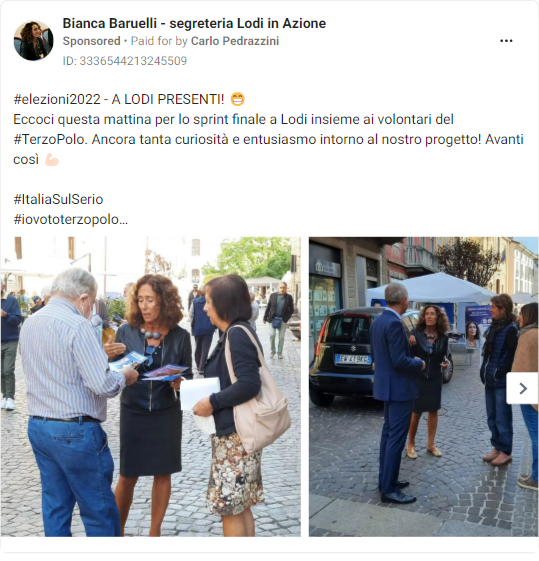 Bianca Baruelli - segreteria Lodi in Azione
Sponsored • Paid for by Carlo Pedrazzini
ID: 3336544213245509
#elezioni2022 - A LODI PRESENTI! 😁
Eccoci questa mattina per lo sprint finale a Lodi insieme ai volontari del
#TerzoPolo. Ancora tanta curiosità e entusiasmo intorno al nostro progetto! Avanti
così 💪🏻
#ItaliaSulSerio
#iovototerzopolo...